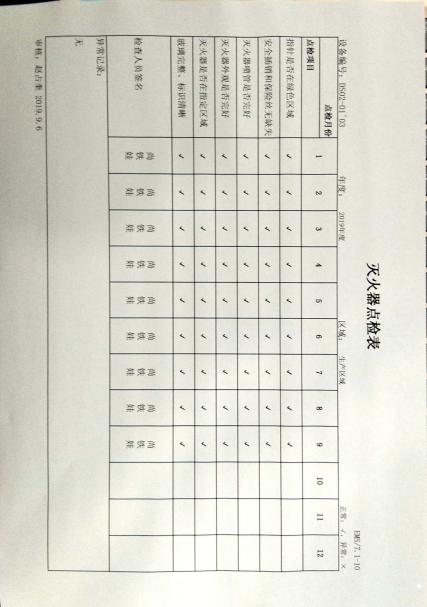 灭火器点检表
EMS/7.1-10
设备编号：DS02-01~03 年度：2019年度 区域：生产区域 正常：√，异常：×
点检月份 1 2 3 4 5 6 7 8 9 10 11 12
点检项目
指针是否在绿色区域 √ √ √ √ √ √ √ √ √
安全插销和保险丝无缺失 √ √ √ √ √ √ √ √ √
灭火器喷管是否完好 √ √ √ √ √ √ √ √ √
灭火器外观是否完好 √ √ √ √ √ √ √ √ √
灭火器是否在指定区域 √ √ √ √ √ √ √ √ √
玻璃完整、标识清晰 √ √ √ √ √ √ √ √ √
检查人员签名 尚铁娃 尚铁娃 尚铁娃 尚铁娃 尚铁娃 尚铁娃 尚铁娃 尚铁娃 尚铁娃
异常记录：
无
审核：赵占奎 2019.9.6